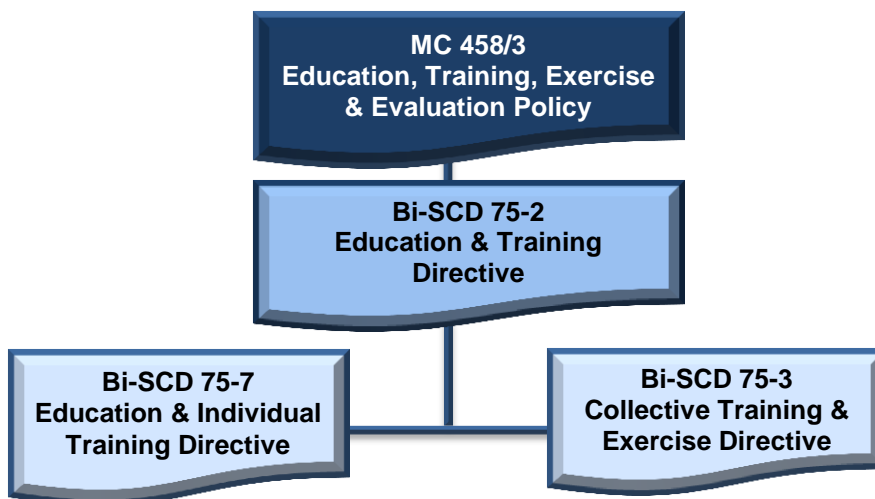 MC 458/3
Education, Training, Exercise
& Evaluation Policy
Bi-SCD 75-2
Education & Training
Directive
Bi-SCD 75-7
Education & Individual
Training Directive
Bi-SCD 75-3
Collective Training &
Exercise Directive